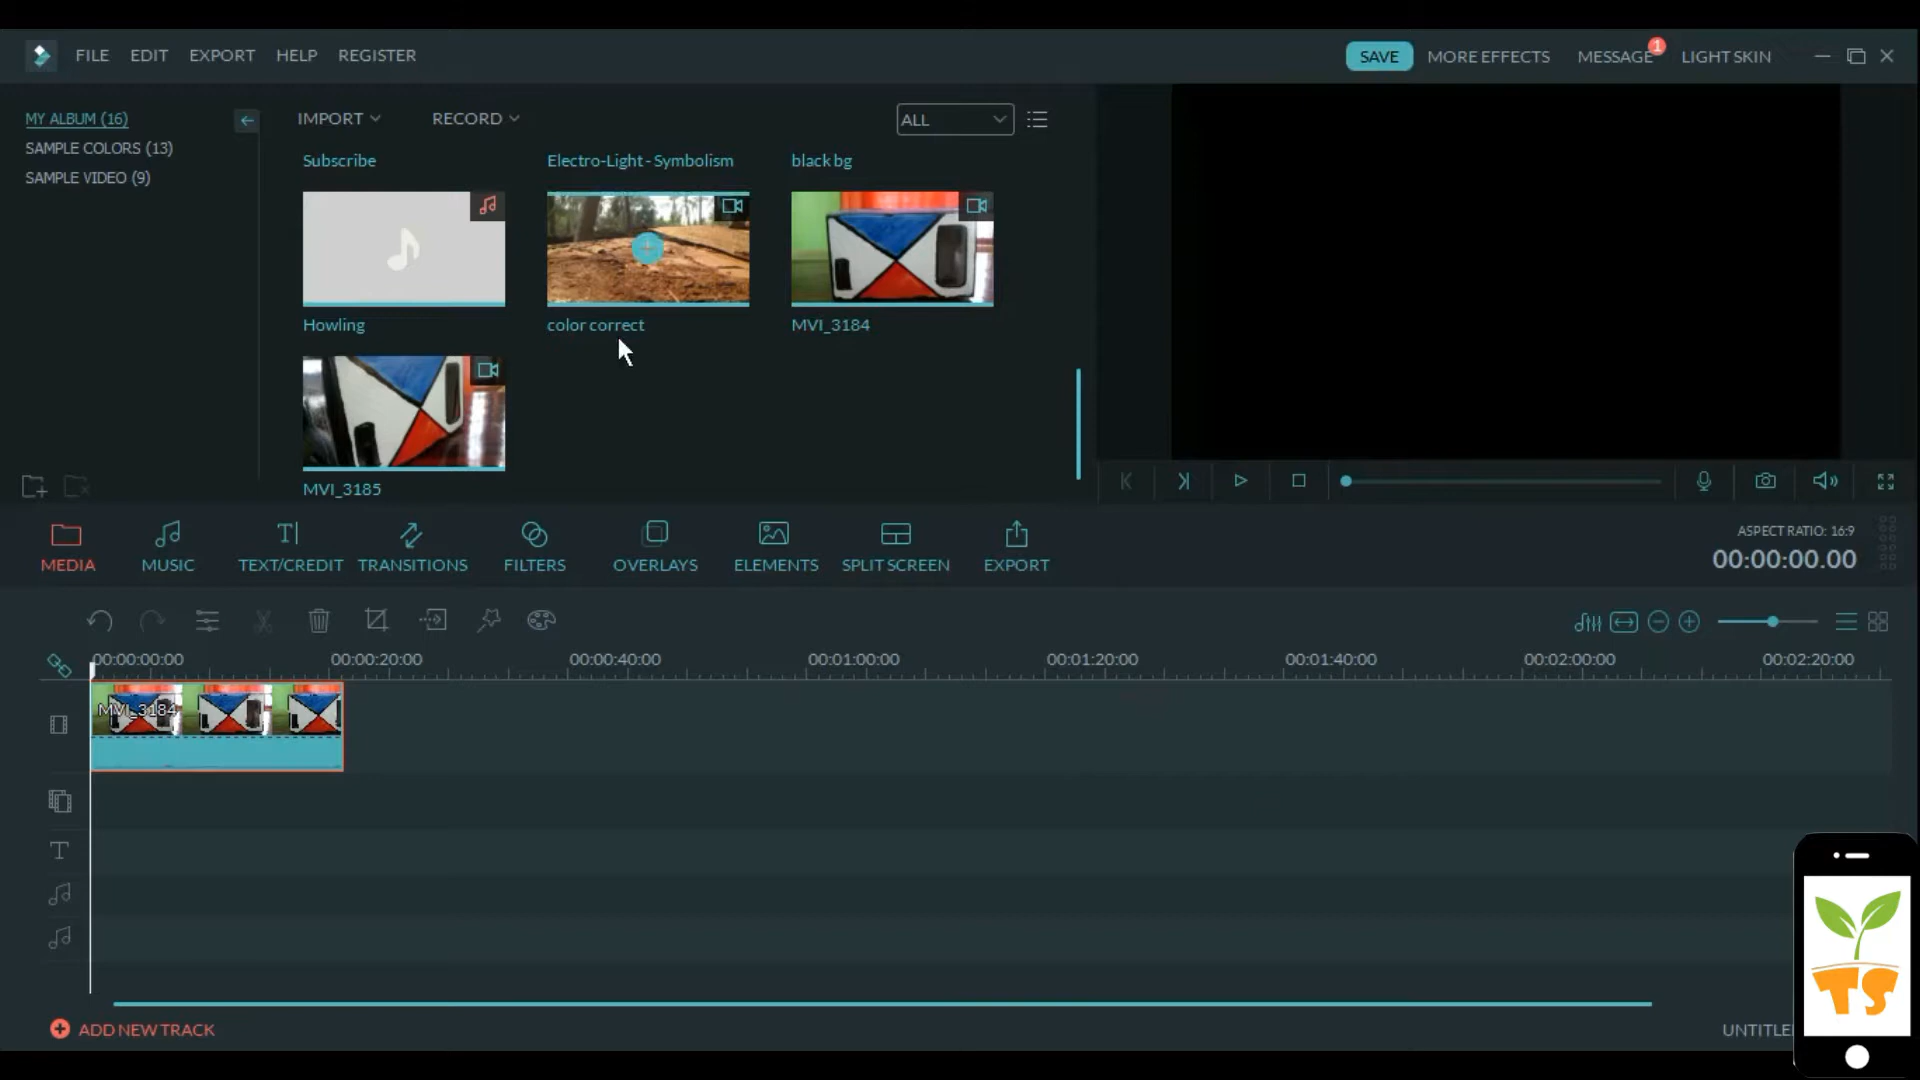 FILE EDIT EXPORT HELP REGISTER
SAVE MORE EFFECTS MESSAGE 1 LIGHT SKIN
MY ALBUM (16)
SAMPLE COLORS (13)
SAMPLE VIDEO (9)
IMPORT RECORD ALL
Subscribe Electro-Light - Symbolism black bg
Howling color correct MVI_3184
MVI_3185
MEDIA MUSIC TEXT/CREDIT TRANSITIONS FILTERS OVERLAYS ELEMENTS SPLIT SCREEN EXPORT
ASPECT RATIO: 16:9
00:00:00.00
00:00:00:00 00:00:20:00 00:00:40:00 00:01:00:00 00:01:20:00 00:01:40:00 00:02:00:00 00:02:20:00
MVI_3184
TS
ADD NEW TRACK
UNTITLE